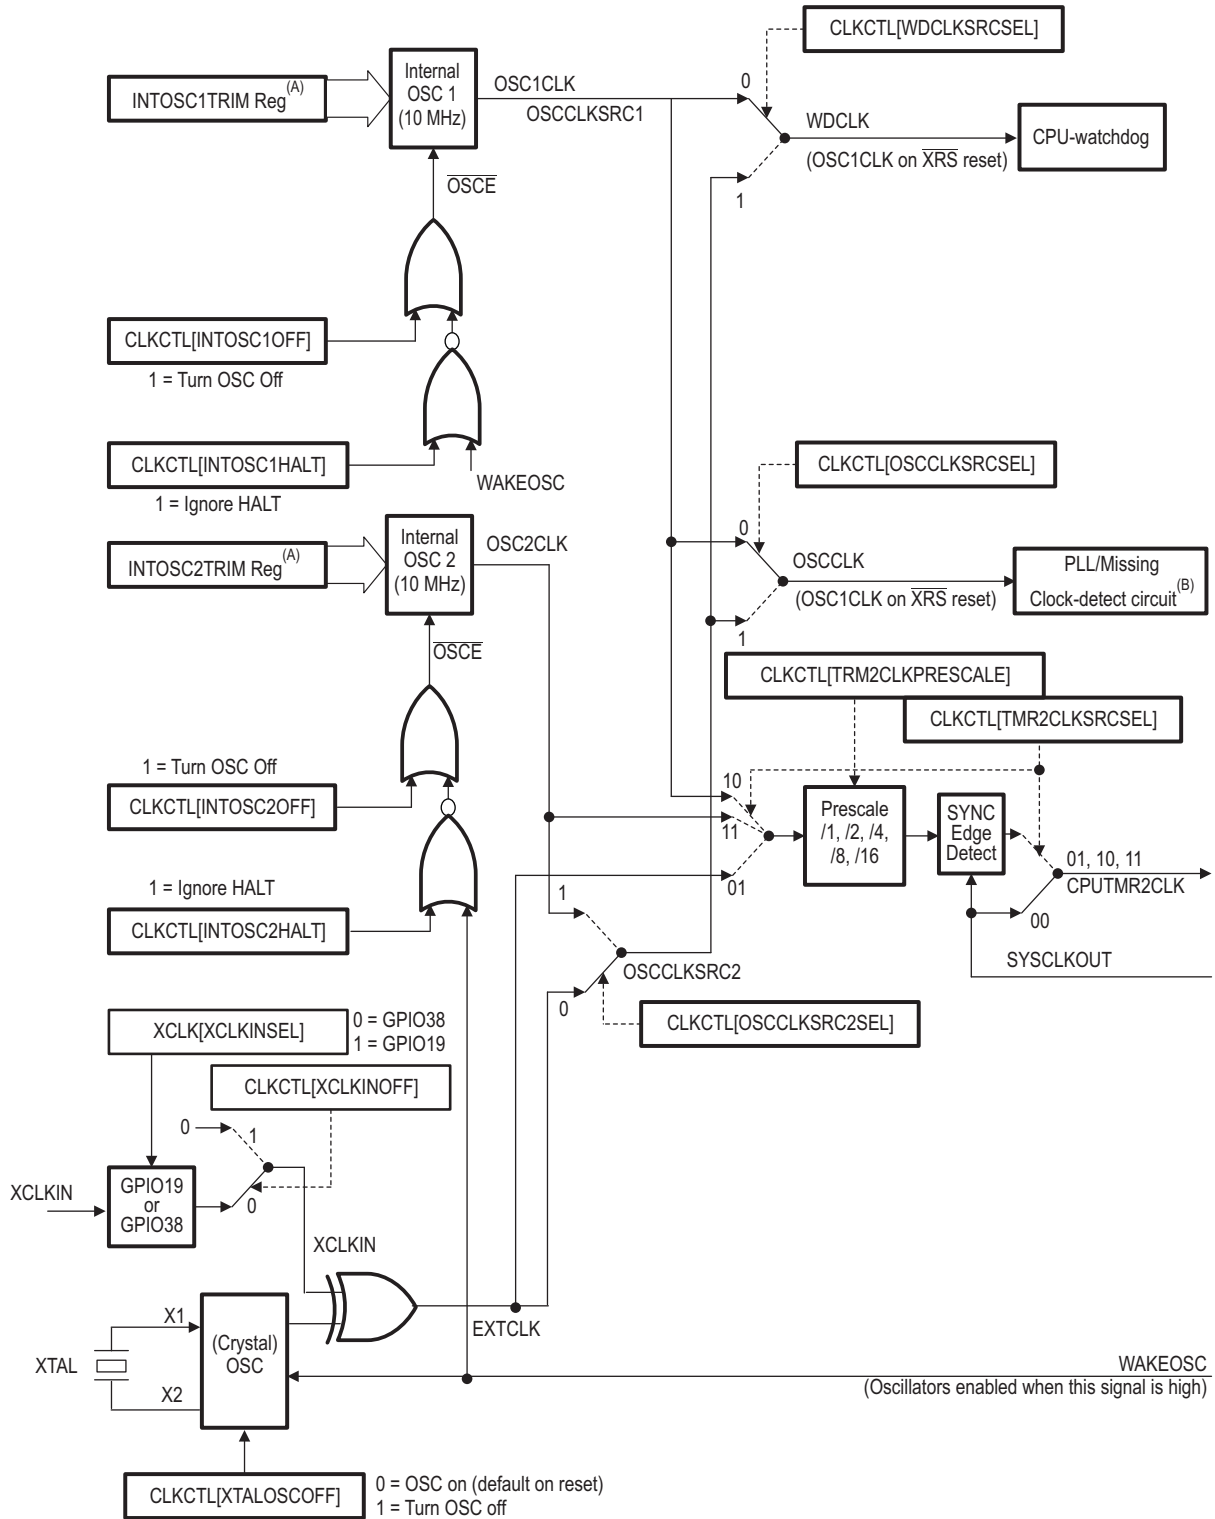 CLKCTL[WDCLKSRCSEL]
Internal
OSC 1
(10 MHz)
INTOSC1TRIM Reg(A)
OSC1CLK
OSCCLKSRC1
0
WDCLK
(OSC1CLK on XRS reset)
CPU-watchdog
1
OSCE
CLKCTL[INTOSC1OFF]
1 = Turn OSC Off
CLKCTL[INTOSC1HALT]
1 = Ignore HALT
WAKEOSC
CLKCTL[OSCCLKSRCSEL]
Internal
OSC 2
(10 MHz)
INTOSC2TRIM Reg(A)
OSC2CLK
0
OSCCLK
(OSC1CLK on XRS reset)
PLL/Missing
Clock-detect circuit(B)
1
OSCE
CLKCTL[TRM2CLKPRESCALE]
CLKCTL[TMR2CLKSRCSEL]
1 = Turn OSC Off
CLKCTL[INTOSC2OFF]
10
11
01
Prescale
/1, /2, /4,
/8, /16
SYNC
Edge
Detect
01, 10, 11
CPUTMR2CLK
00
SYSCLKOUT
1 = Ignore HALT
CLKCTL[INTOSC2HALT]
1
OSCCLKSRC2
0
CLKCTL[OSCCLKSRC2SEL]
XCLK[XCLKINSEL]
0 = GPIO38
1 = GPIO19
CLKCTL[XCLKINOFF]
0
1
XCLKIN
GPIO19
or
GPIO38
0
XCLKIN
EXTCLK
XTAL
X1
X2
(Crystal)
OSC
WAKEOSC
(Oscillators enabled when this signal is high)
CLKCTL[XTALOSCOFF]
0 = OSC on (default on reset)
1 = Turn OSC off